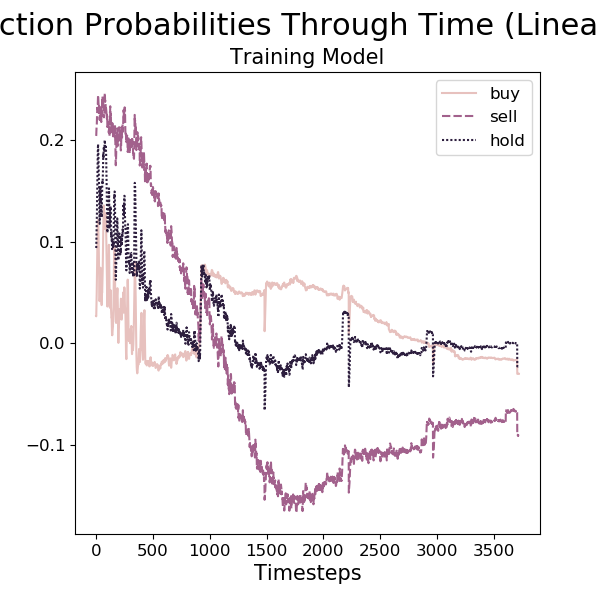 ction Probabilities Through Time (Linea
Training Model
buy
sell
hold
0.2
0.1
0.0
−0.1
0 500 1000 1500 2000 2500 3000 3500
Timesteps